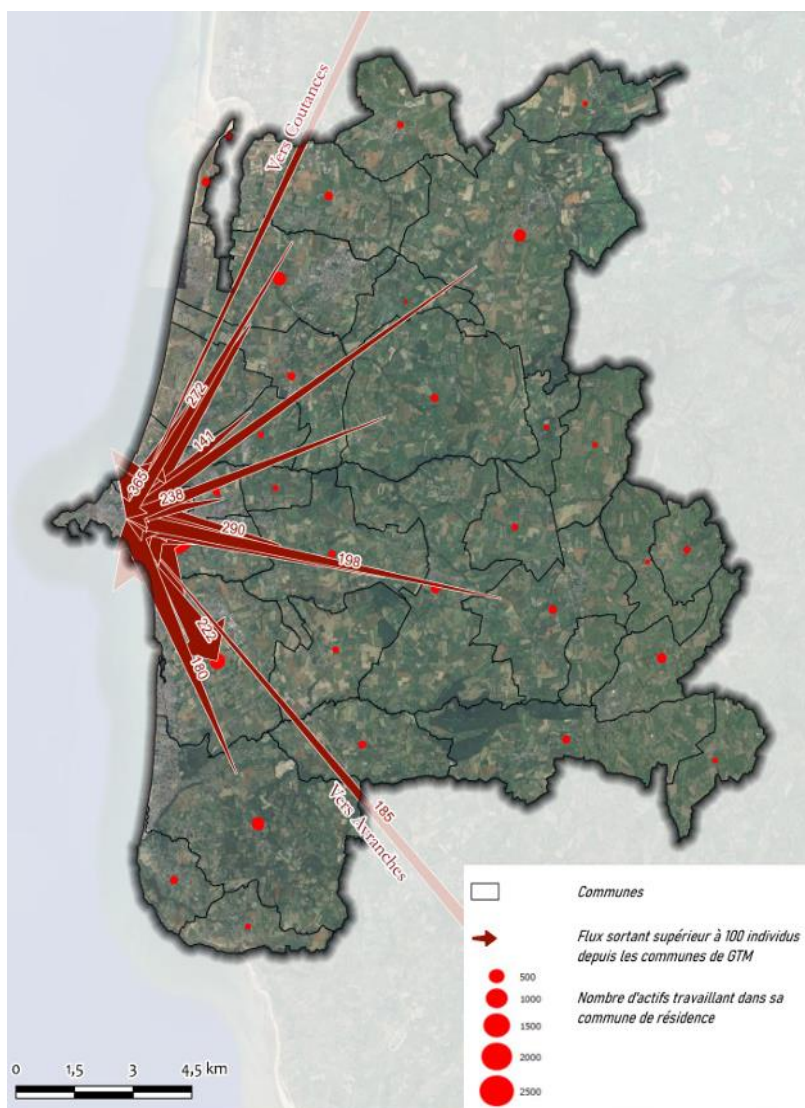 Vers Coutances
272
141
365
238
290
198
222
180
185
Vers Avranches
Communes
Flux sortant supérieur à 100 individus
depuis les communes de GTM
500
1000
Nombre d'actifs travaillant dans sa
commune de résidence
1500
2000
2500
0 1,5 3 4,5 km